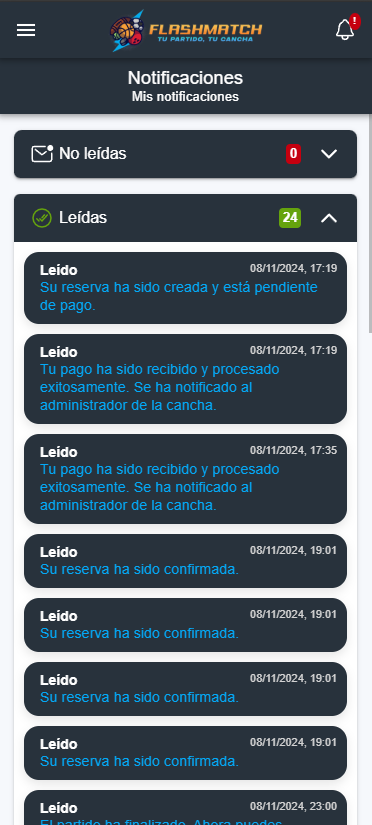 FLASHMATCH
TU PARTIDO, TU CANCHA
!
Notificaciones
Mis notificaciones
No leídas
0
Leídas
24
Leído
08/11/2024, 17:19
Su reserva ha sido creada y está pendiente
de pago.
Leído
08/11/2024, 17:19
Tu pago ha sido recibido y procesado
exitosamente. Se ha notificado al
administrador de la cancha.
Leído
08/11/2024, 17:35
Tu pago ha sido recibido y procesado
exitosamente. Se ha notificado al
administrador de la cancha.
Leído
08/11/2024, 19:01
Su reserva ha sido confirmada.
Leído
08/11/2024, 19:01
Su reserva ha sido confirmada.
Leído
08/11/2024, 19:01
Su reserva ha sido confirmada.
Leído
08/11/2024, 19:01
Su reserva ha sido confirmada.
Leído
08/11/2024, 23:00
El partido ha finalizado. Ahora puedes